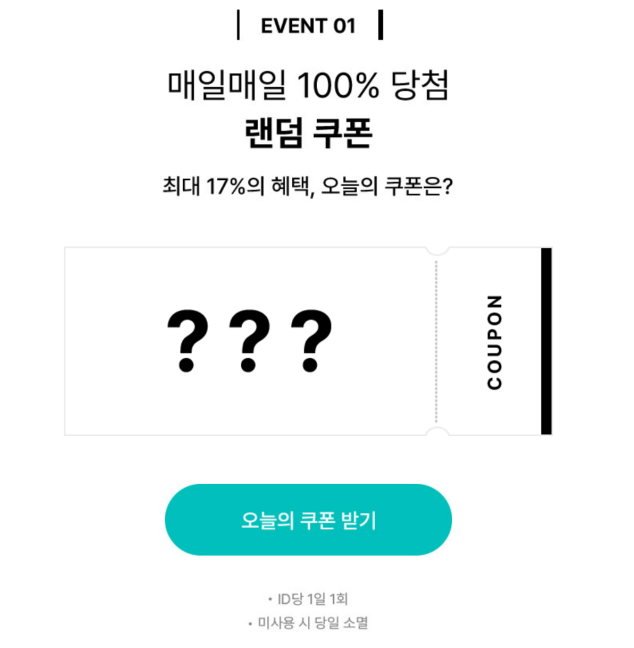 EVENT 01
매일매일 100% 당첨
랜덤 쿠폰
최대 17%의 혜택, 오늘의 쿠폰은?
? ? ?
COUPON
오늘의 쿠폰 받기
• ID당 1일 1회
• 미사용 시 당일 소멸